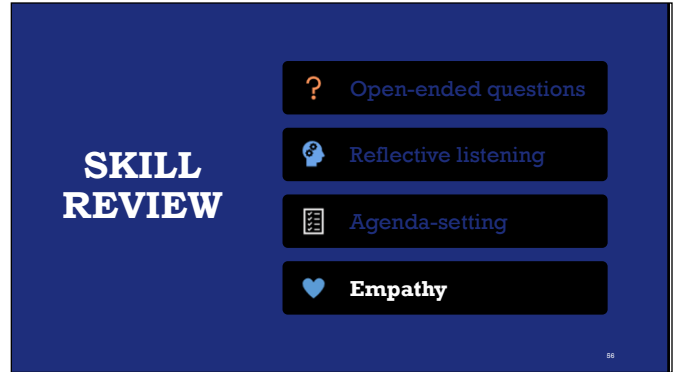 SKILL
REVIEW
? Open-ended questions
Reflective listening
Agenda-setting
Empathy
56